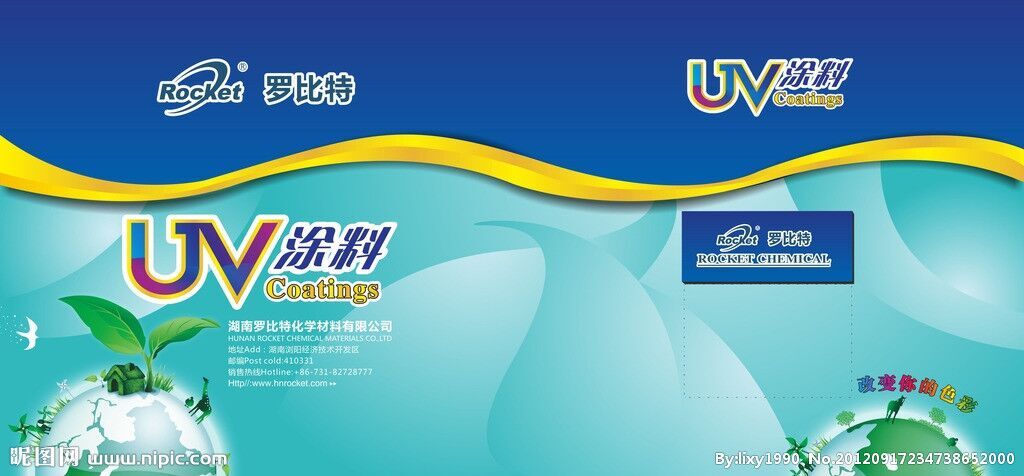 Rocket® 罗比特
UV涂料
Coatings
UV涂料
Coatings
湖南罗比特化学材料有限公司
HUNAN ROCKET CHEMICAL MATERIALS CO.,LTD
地址Add：湖南浏阳经济技术开发区
邮编Post cold:410331
销售热线Hotline:+86-731-82728777
Http//:www.hnrocket.com
Rocket® 罗比特
ROCKET CHEMICAL
改变你的色彩
昵图网 www.nipic.com
By:lixy1990 No.20120917234738652000